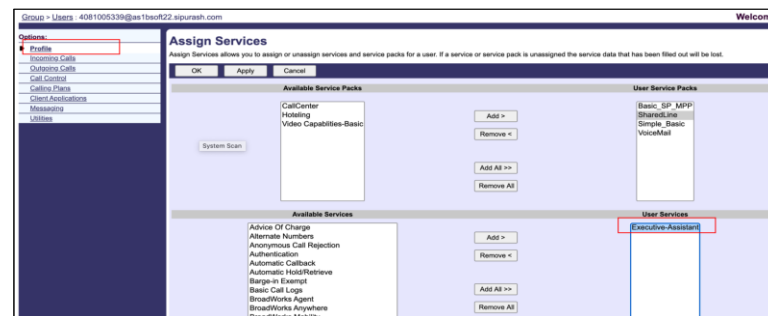 Group > Users : 4081005339@as1bsoft22.sipurash.com
Welcom
Options:
Profile
Incoming Calls
Outgoing Calls
Call Control
Calling Plans
Client Applications
Messaging
Utilities
Assign Services
Assign Services allows you to assign or unassign services and service packs for a user. If a service or service pack is unassigned the service data that has been filled out will be lost.
OK Apply Cancel
Available Service Packs User Service Packs
CallCenter
Hoteling
Video Capablities-Basic
Add >
Remove <
Add All >>
Remove All
Basic_SP_MPP
SharedLine
Simple_Basic
VoiceMail
System Scan
Available Services User Services
Advice Of Charge
Alternate Numbers
Anonymous Call Rejection
Authentication
Automatic Callback
Automatic Hold/Retrieve
Barge-in Exempt
Basic Call Logs
BroadWorks Agent
BroadWorks Anywhere
BroadWorks Mobility
Add >
Remove <
Add All >>
Remove All
Executive-Assistant